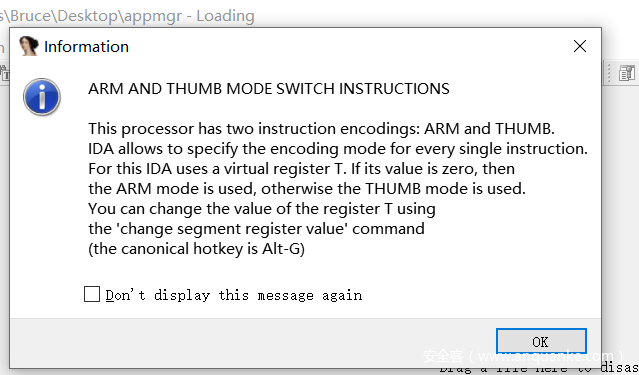 s\Bruce\Desktop\appmgr - Loading
Information
ARM AND THUMB MODE SWITCH INSTRUCTIONS
This processor has two instruction encodings: ARM and THUMB.
IDA allows to specify the encoding mode for every single instruction.
For this IDA uses a virtual register T. If its value is zero, then
the ARM mode is used, otherwise the THUMB mode is used.
You can change the value of the register T using
the 'change segment register value' command
(the canonical hotkey is Alt-G)
Don't display this message again
OK
安全客 ( www.anquanke.com )
Drag a file here to disas